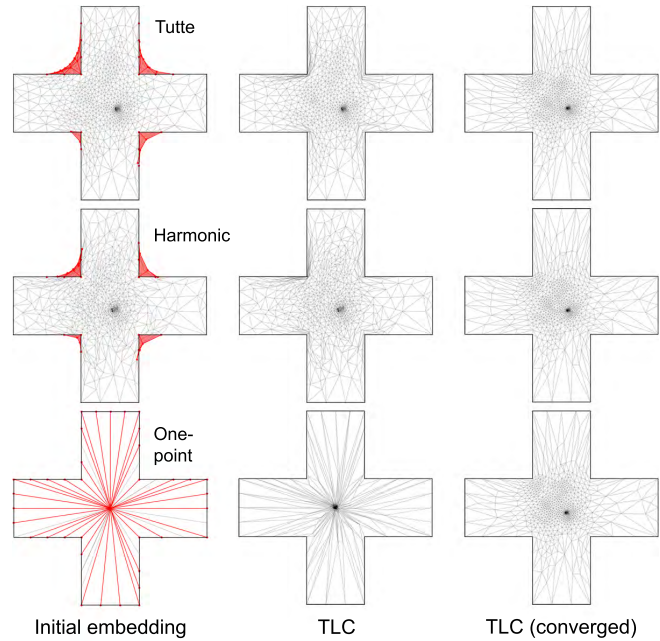 Tutte
Harmonic
One-
point
Initial embedding
TLC
TLC (converged)